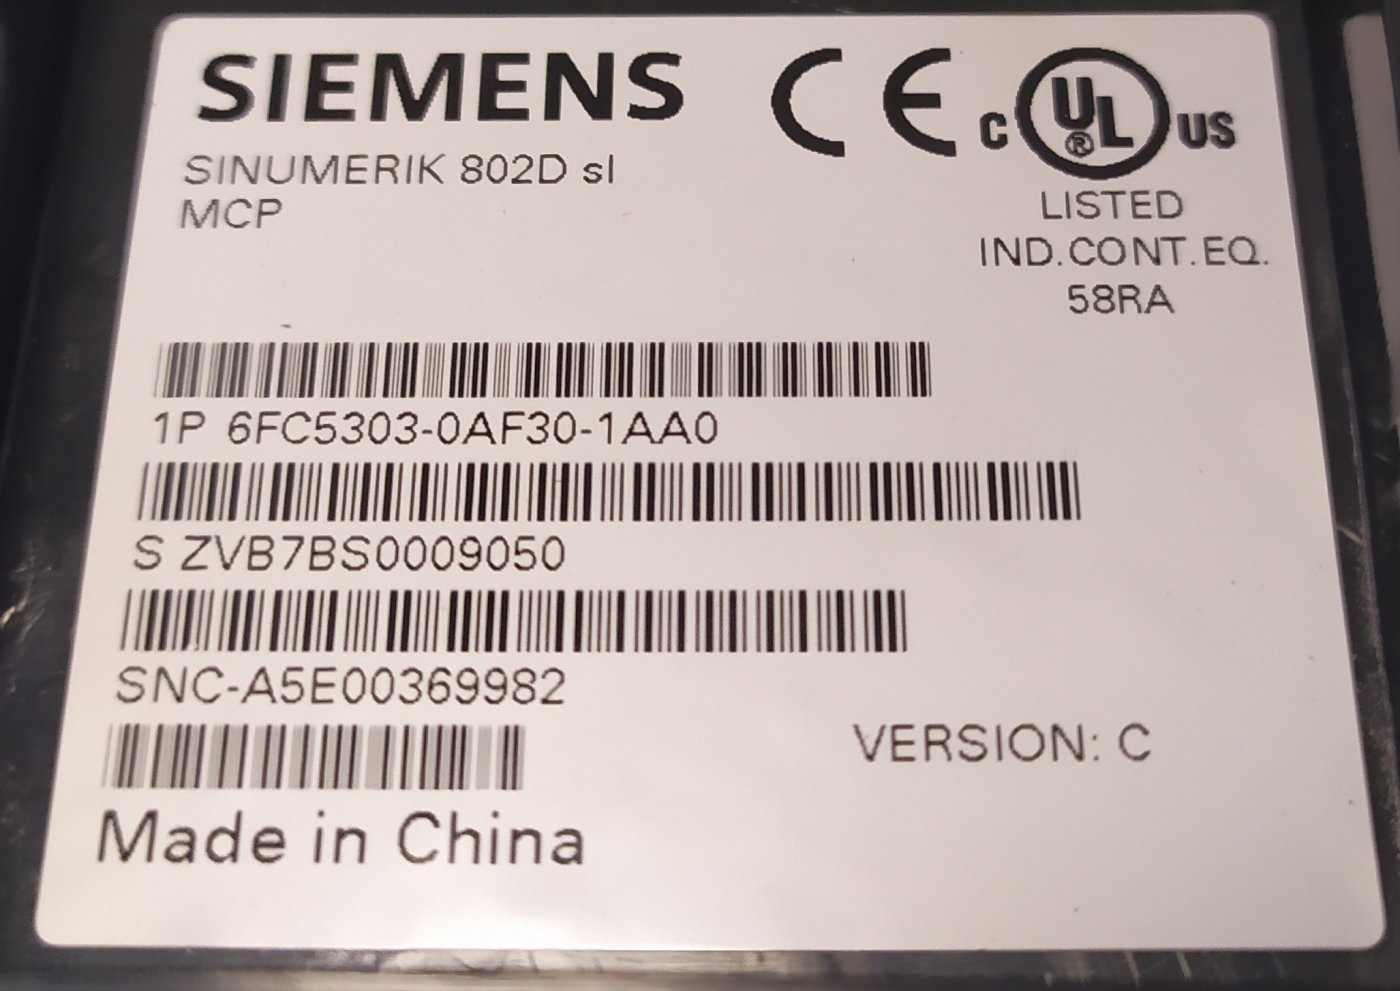 SIEMENS
CE
C UL® US
SINUMERIK 802D sl
MCP
LISTED
IND.CONT.EQ.
58RA
1P 6FC5303-0AF30-1AA0
S ZVB7BS0009050
SNC-A5E00369982
VERSION: C
Made in China